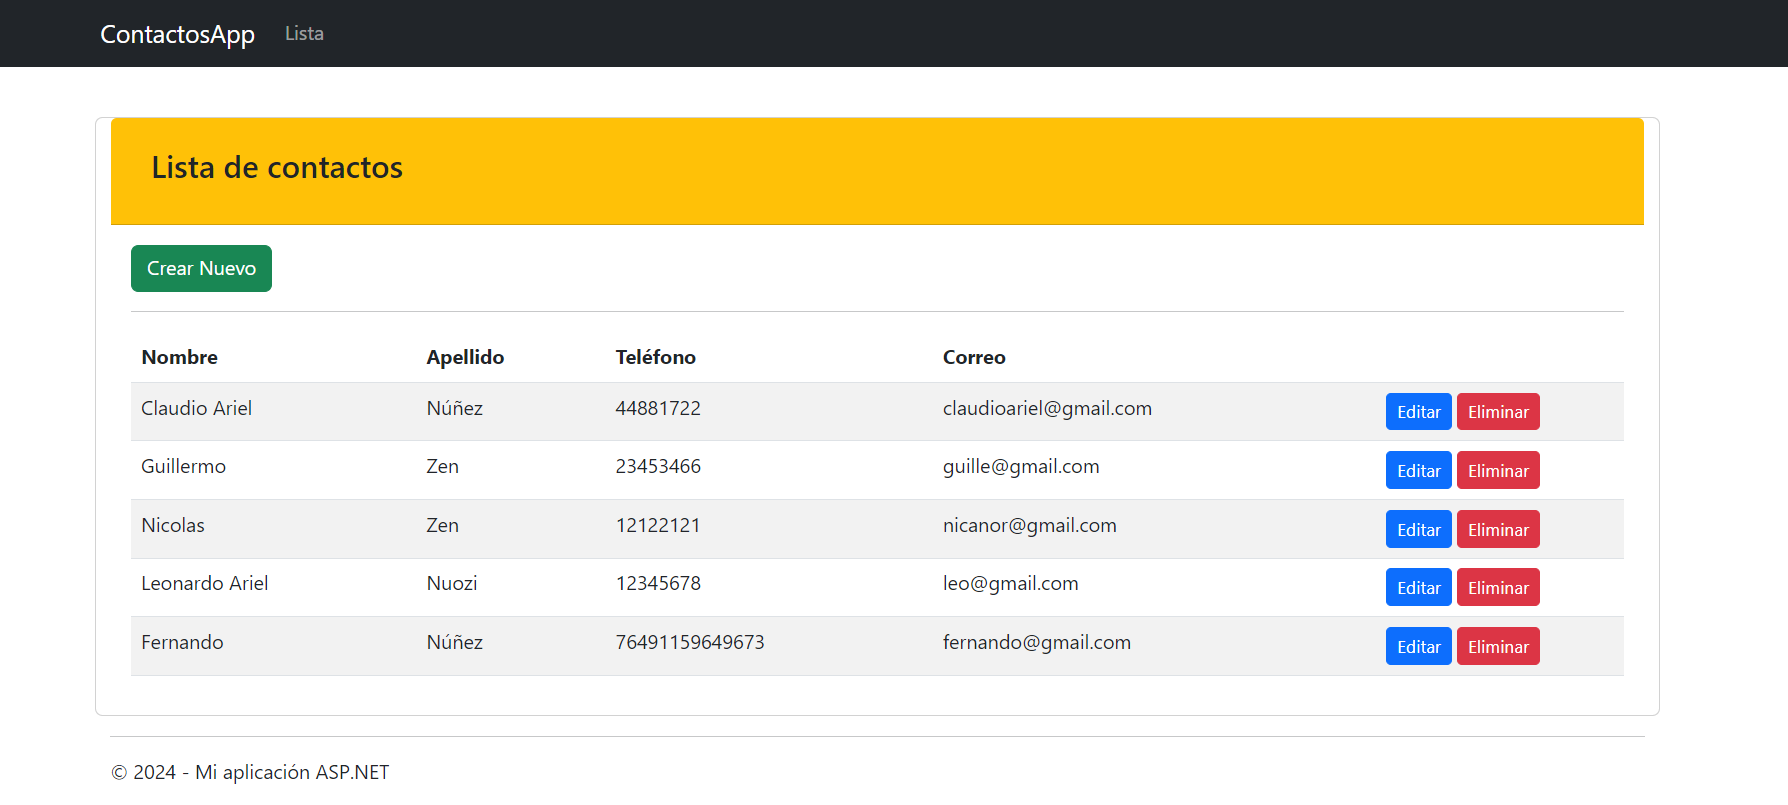 ContactosApp Lista
Lista de contactos
Crear Nuevo
Nombre Apellido Teléfono Correo
Claudio Ariel Núñez 44881722 claudioariel@gmail.com Editar Eliminar
Guillermo Zen 23453466 guille@gmail.com Editar Eliminar
Nicolas Zen 12122121 nicanor@gmail.com Editar Eliminar
Leonardo Ariel Nuozi 12345678 leo@gmail.com Editar Eliminar
Fernando Núñez 76491159649673 fernando@gmail.com Editar Eliminar
© 2024 - Mi aplicación ASP.NET